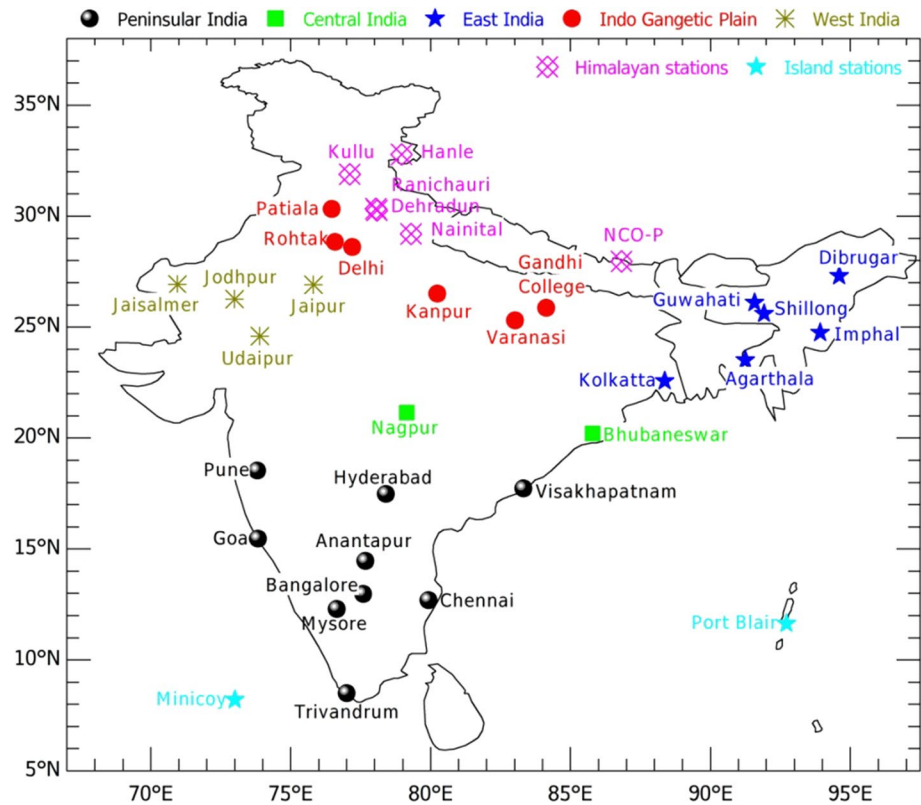 Peninsular India Central India East India Indo Gangetic Plain West India
Himalayan stations Island stations
35°N
Kullu Hanle
Ranichauri
30°N Patiala Dehradun
Rohtak Nainital
NCO-P
Delhi Gandhi
College
Dibrugar
Jaisalmer Jodhpur Jaipur
Kanpur Guwahati Shillong
25°N Varanasi Imphal
Udaipur
Kolkatta Agarthala
Nagpur Bhubaneswar
20°N
Pune Hyderabad
Visakhapatnam
Goa Anantapur
15°N
Bangalore Chennai
Mysore Port Blair
10°N
Minicoy Trivandrum
5°N
70°E 75°E 80°E 85°E 90°E 95°E